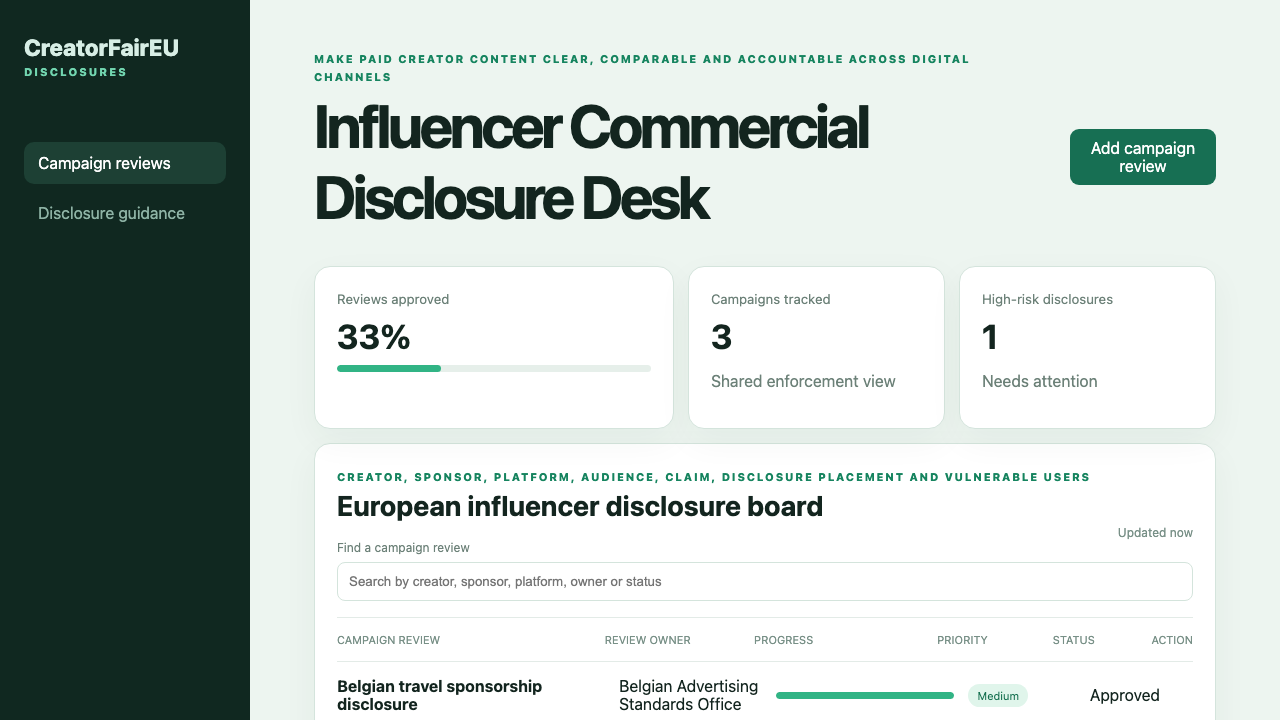 CreatorFairEU
DISCLOSURES
Campaign reviews
Disclosure guidance
MAKE PAID CREATOR CONTENT CLEAR, COMPARABLE AND ACCOUNTABLE ACROSS DIGITAL
CHANNELS
Influencer Commercial
Disclosure Desk
Add campaign
review
Reviews approved
33%
Campaigns tracked
3
Shared enforcement view
High-risk disclosures
1
Needs attention
CREATOR, SPONSOR, PLATFORM, AUDIENCE, CLAIM, DISCLOSURE PLACEMENT AND VULNERABLE USERS
European influencer disclosure board
Updated now
Find a campaign review
Search by creator, sponsor, platform, owner or status
CAMPAIGN REVIEW REVIEW OWNER PROGRESS PRIORITY STATUS ACTION
Belgian travel sponsorship
disclosure
Belgian Advertising
Standards Office
Medium
Approved